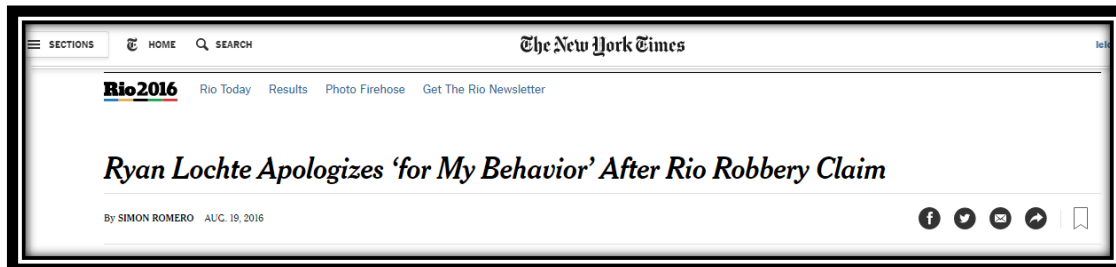 SECTIONS HOME SEARCH The New York Times
Rio2016 Rio Today Results Photo Firehose Get The Rio Newsletter
Ryan Lochte Apologizes ‘for My Behavior’ After Rio Robbery Claim
By SIMON ROMERO AUG. 19, 2016